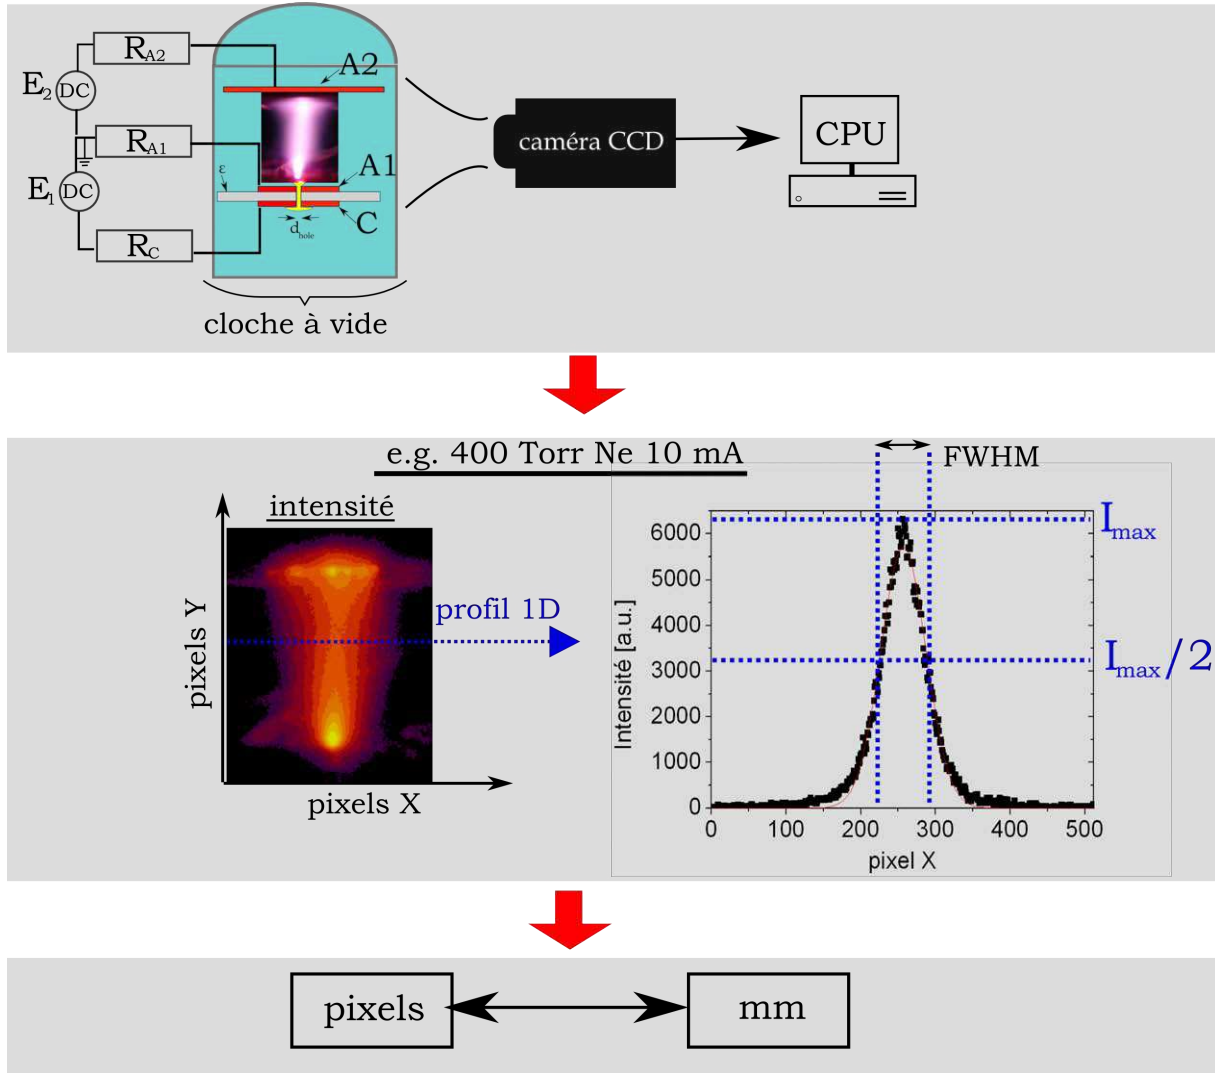 R_A2
A2
E_2
DC
R_A1
ε
A1
E_1
DC
C
d_hole
R_C
caméra CCD
CPU
cloche à vide
e.g. 400 Torr Ne 10 mA
FWHM
intensité
pixels Y
pixels X
profil 1D
I_max
I_max/2
Intensité [a.u.]
6000
5000
4000
3000
2000
1000
0
0 100 200 300 400 500
pixel X
pixels
mm